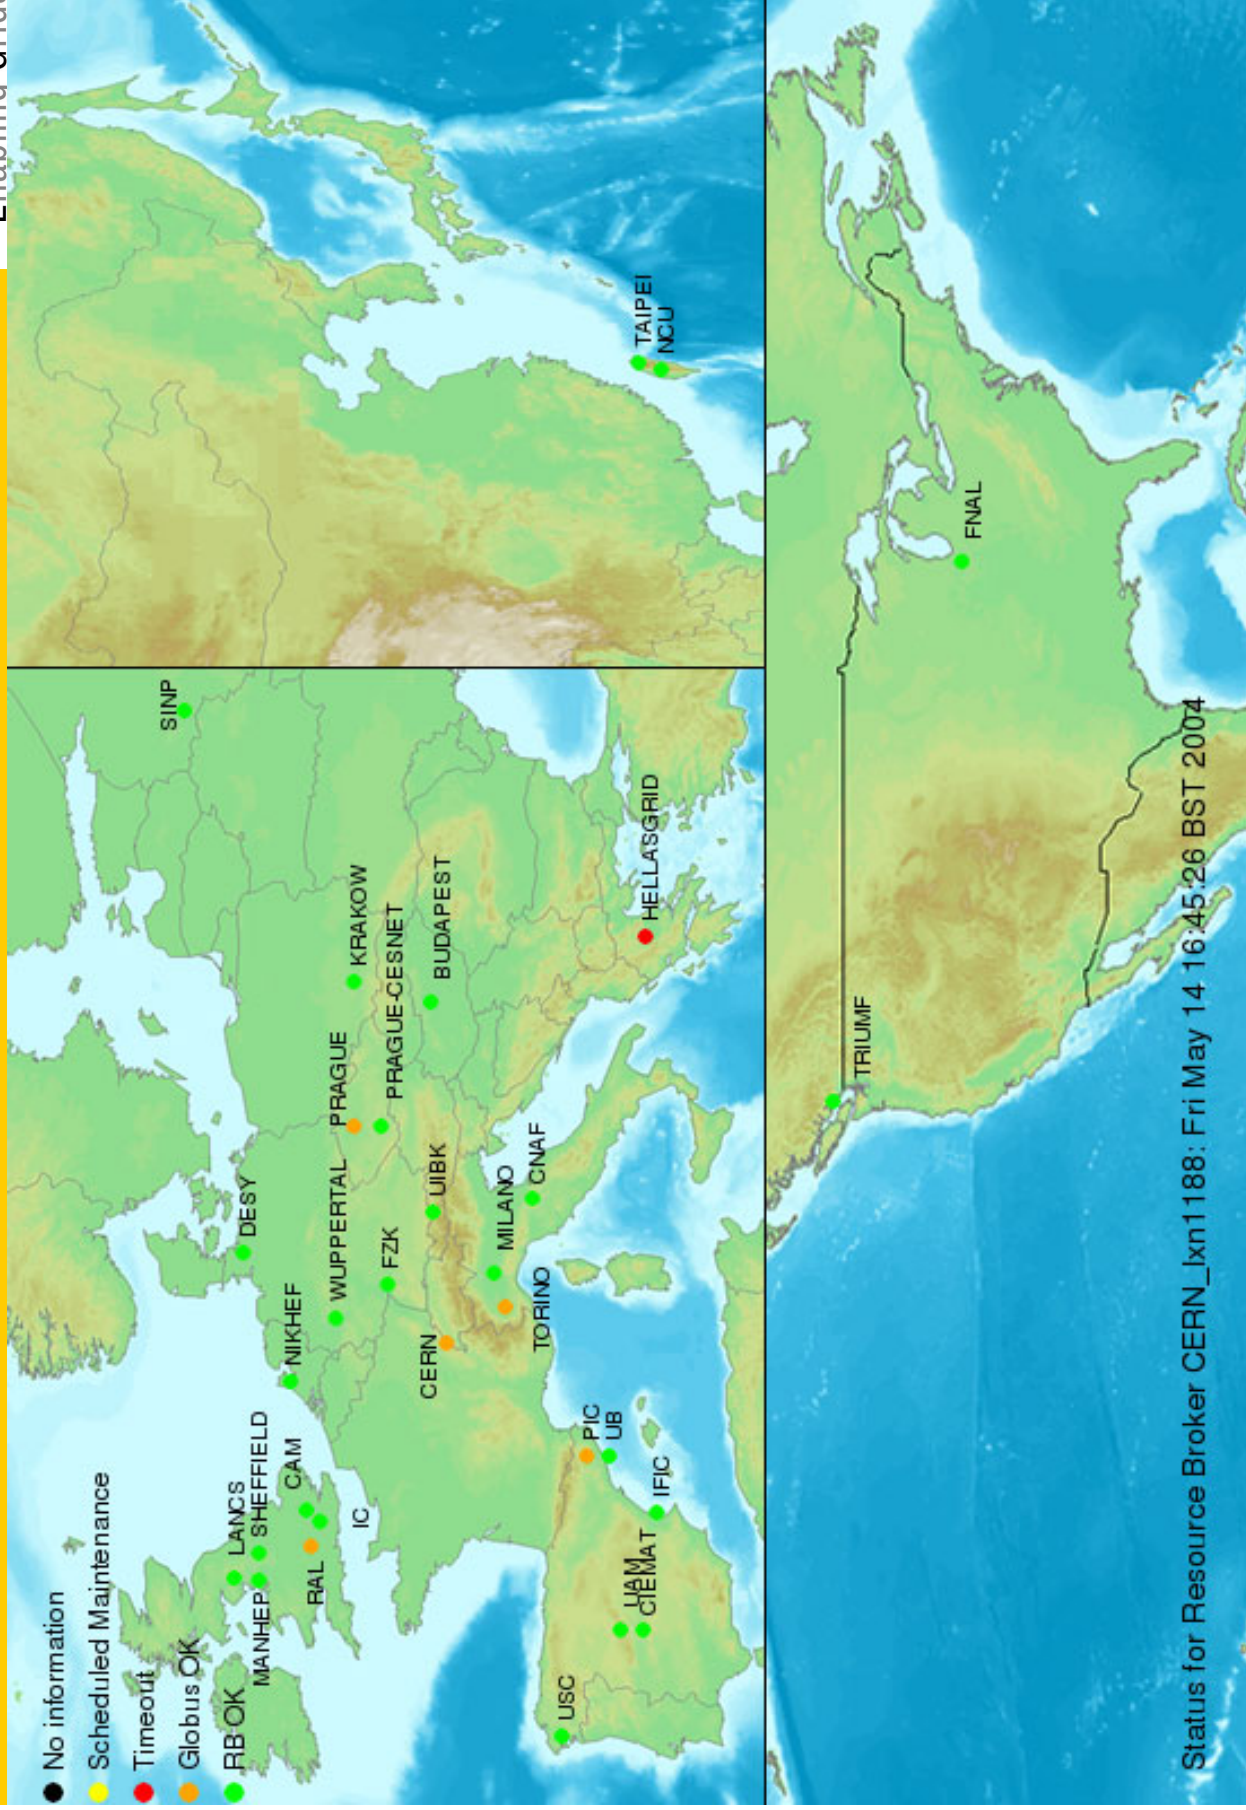 No information
Scheduled Maintenance
Timeout
Globus OK
RB OK
LANCS
SHEFFIELD
MANHEP
CAM
RAL
IC
NIKHEF
DESY
WUPPERTAL
FZK
PRAGUE
PRAGUE-CESNET
KRAKOW
BUDAPEST
UIBK
CERN
MILANO
TORINO
CNAF
PIC
UB
IFIC
UAM
CIEMAT
USC
HELLASGRID
SINP
TAIPEI
NCU
TRIUMF
FNAL
Status for Resource Broker CERN_lxn1188: Fri May 14 16:45:26 BST 2004